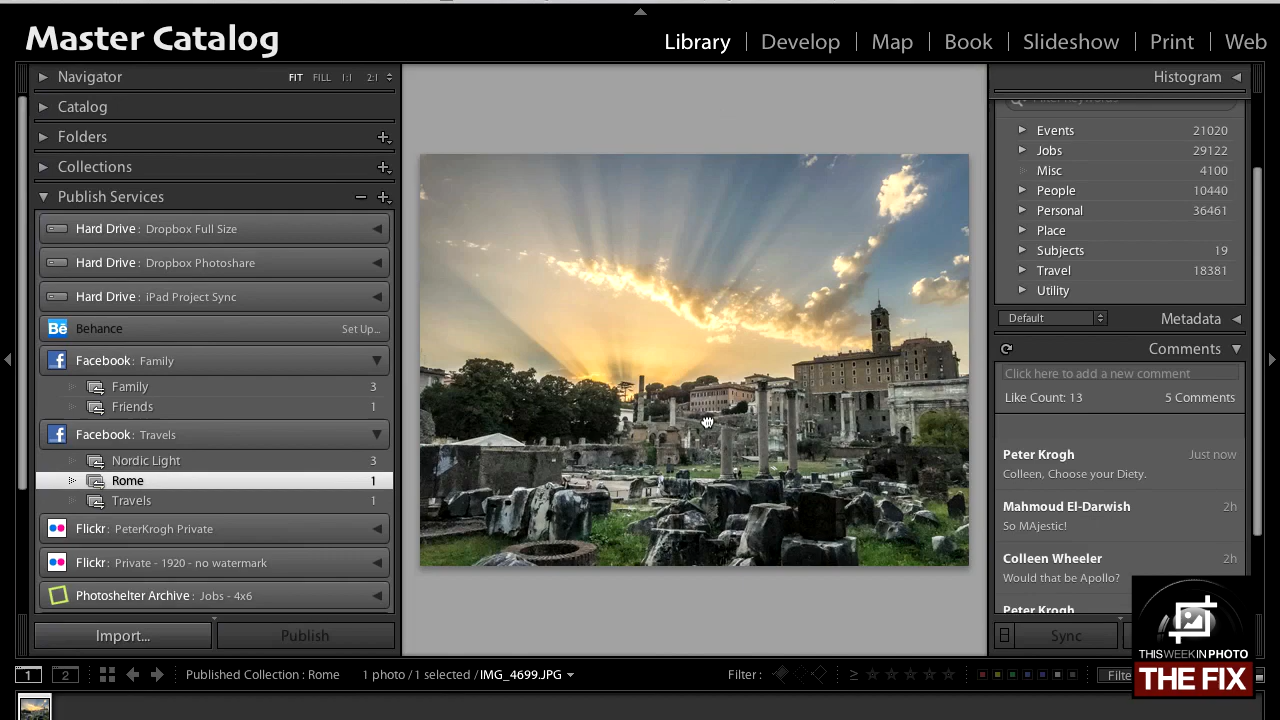 Master Catalog
Library | Develop | Map | Book | Slideshow | Print | Web
Navigator FIT FILL 1:1 2:1
Catalog
Folders
Collections
Publish Services
Hard Drive: Dropbox Full Size
Hard Drive: Dropbox Photoshare
Hard Drive: iPad Project Sync
Bē Behance Set Up...
Facebook: Family
Family 3
Friends 1
Facebook: Travels
Nordic Light 3
Rome 1
Travels 1
Flickr: PeterKrogh Private
Flickr: Private - 1920 - no watermark
Photoshelter Archive: Jobs - 4x6
Import... Publish
Histogram
Filter Keywords
Events 21020
Jobs 29122
Misc 4100
People 10440
Personal 36461
Place
Subjects 19
Travel 18381
Utility
Default Metadata
Comments
Click here to add a new comment
Like Count: 13 5 Comments
Peter Krogh Just now
Colleen, Choose your Diety.
Mahmoud El-Darwish 2h
So MAjestic!
Colleen Wheeler 2h
Would that be Apollo?
Peter Krogh
Sync
1 2 Published Collection : Rome 1 photo / 1 selected / IMG_4699.JPG Filter : ≥
THISWEEKINPHOTO
THE FIX